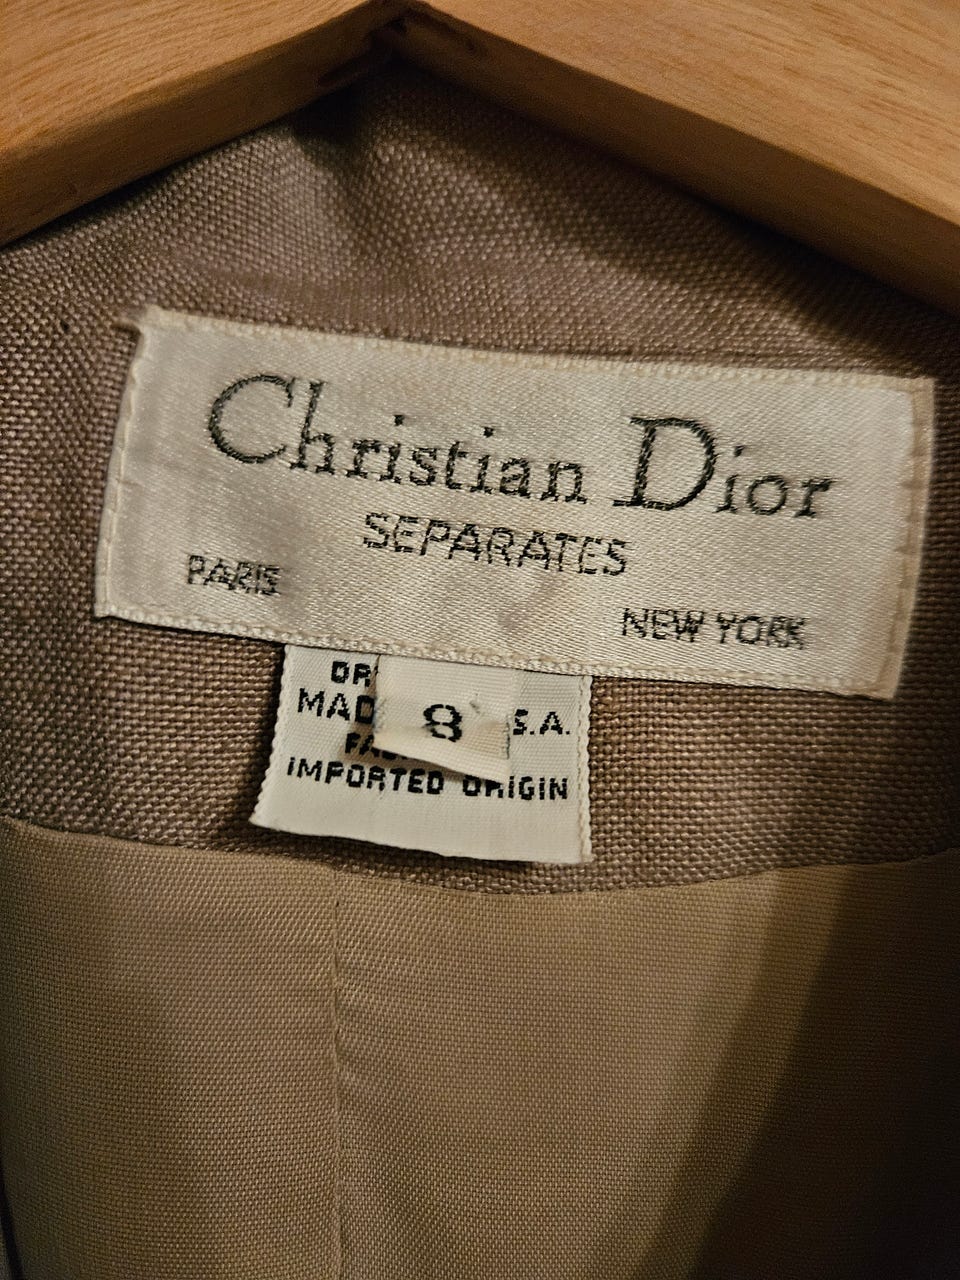 Christian Dior
SEPARATES
PARIS
NEW YORK
8
S.A.
IMPORTED ORIGIN